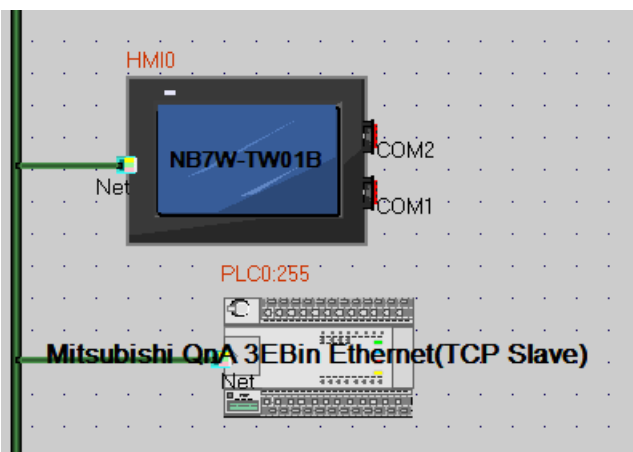 HMI0
NB7W-TW01B
COM2
Net
COM1
PLC0:255
Mitsubishi QnA 3EBin Ethernet(TCP Slave)
Net